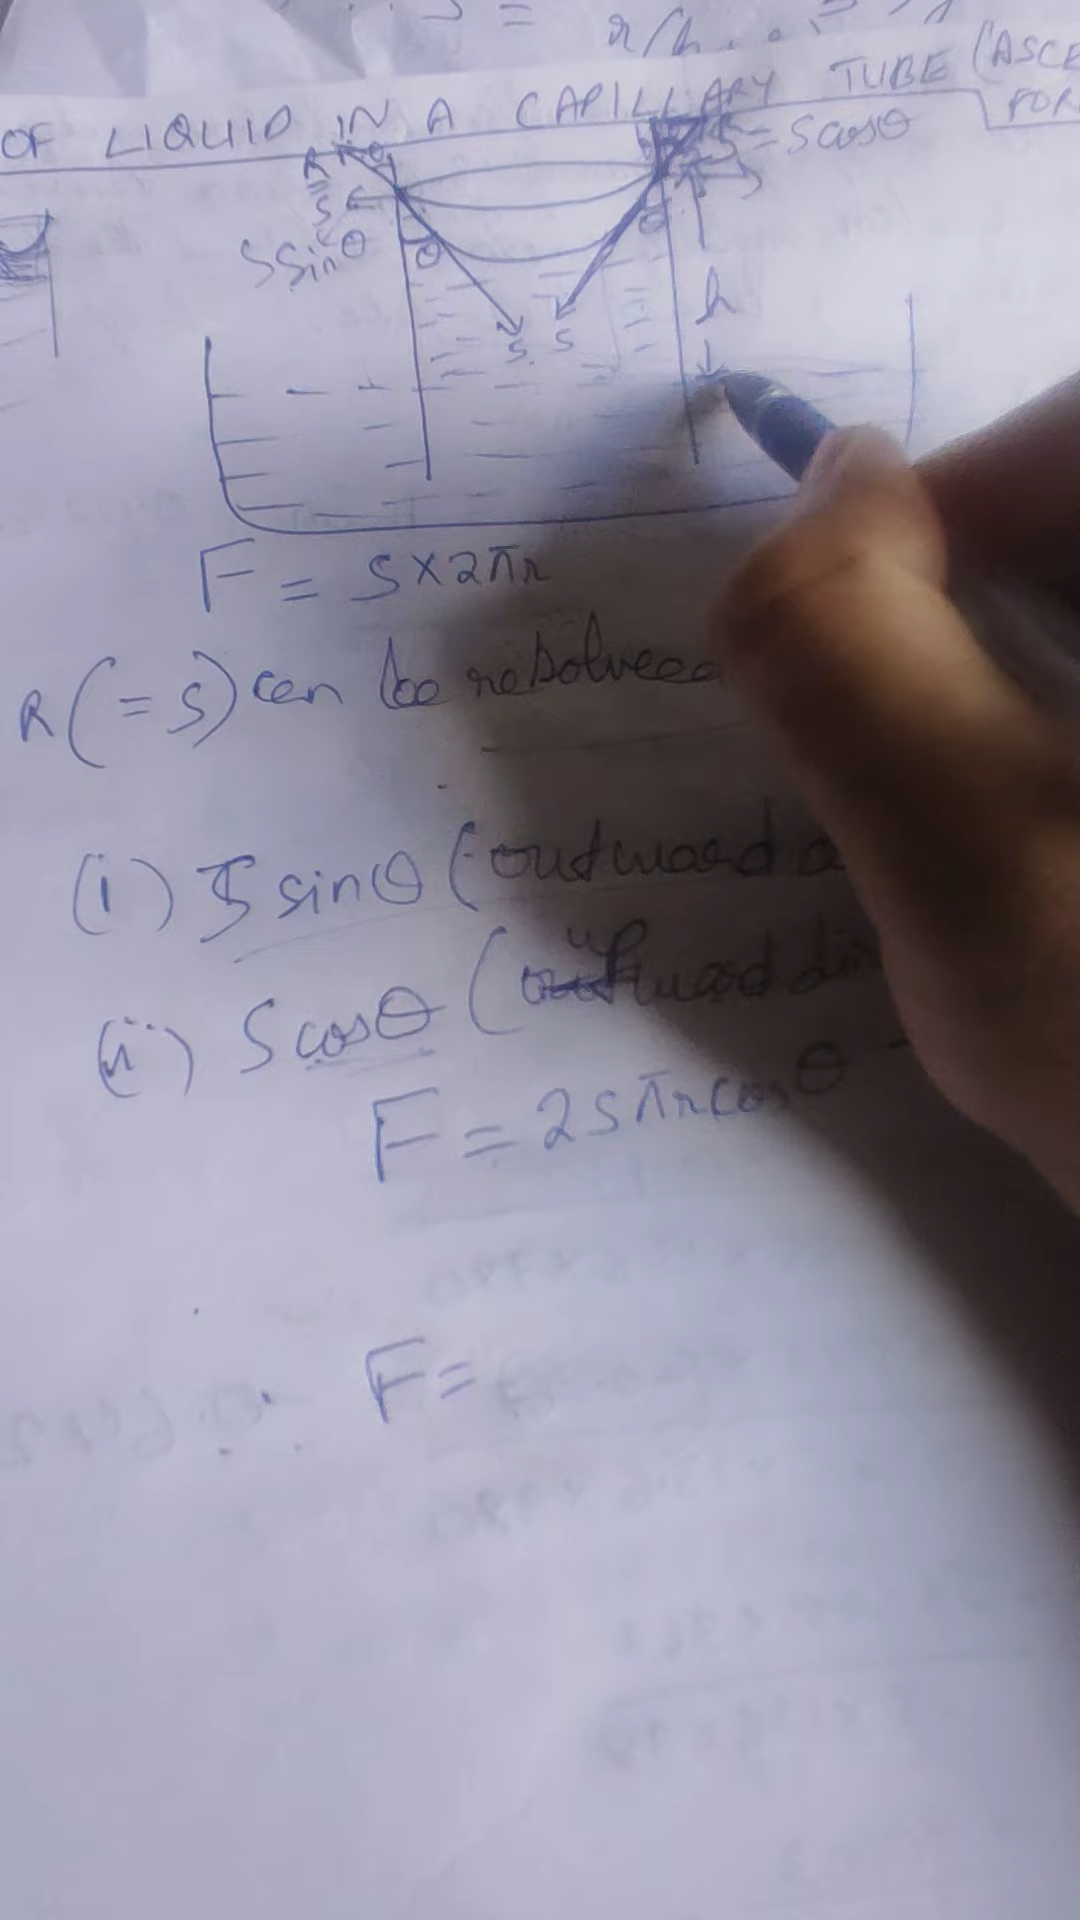 =
r/h
OF LIQUID IN A CAPILLARY TUBE (ASCE
FOR
R = S cosθ
S
S sinθ
θ
θ
θ
S S
h
F = S × 2πr
R (= S) can be resolved
(i) S sinθ (outward
(ii) S cosθ (upward di
F = 2Sπr cosθ
F =